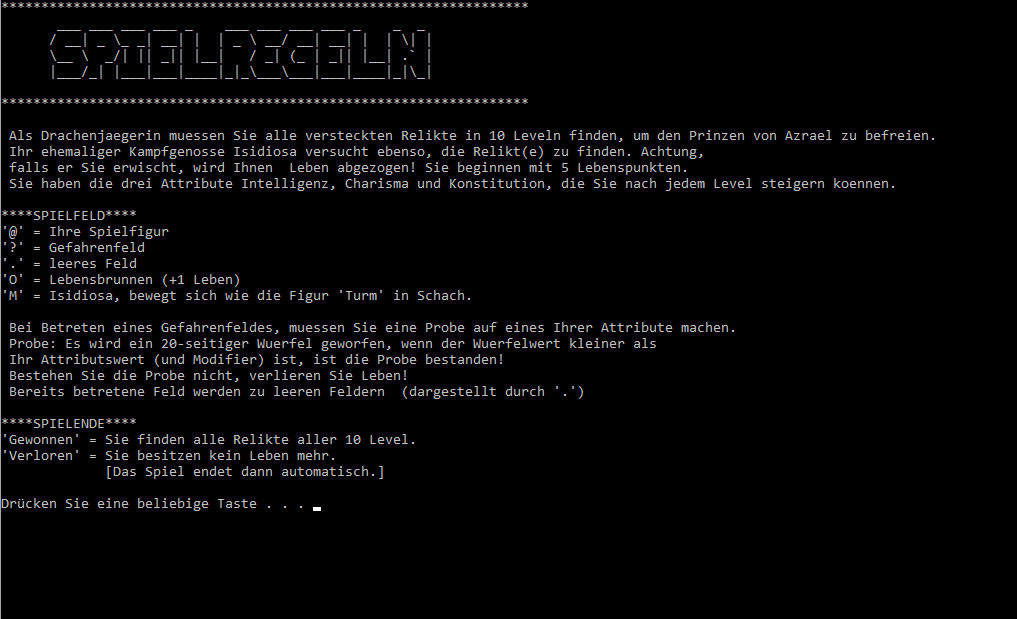 ******************************************************************
SPIELREGELN
******************************************************************
Als Drachenjaegerin muessen Sie alle versteckten Relikte in 10 Leveln finden, um den Prinzen von Azrael zu befreien.
Ihr ehemaliger Kampfgenosse Isidiosa versucht ebenso, die Relikt(e) zu finden. Achtung,
falls er Sie erwischt, wird Ihnen  Leben abgezogen! Sie beginnen mit 5 Lebenspunkten.
Sie haben die drei Attribute Intelligenz, Charisma und Konstitution, die Sie nach jedem Level steigern koennen.
****SPIELFELD****
'@' = Ihre Spielfigur
'?' = Gefahrenfeld
'.' = leeres Feld
'O' = Lebensbrunnen (+1 Leben)
'M' = Isidiosa, bewegt sich wie die Figur 'Turm' in Schach.
Bei Betreten eines Gefahrenfeldes, muessen Sie eine Probe auf eines Ihrer Attribute machen.
Probe: Es wird ein 20-seitiger Wuerfel geworfen, wenn der Wuerfelwert kleiner als
Ihr Attributswert (und Modifier) ist, ist die Probe bestanden!
Bestehen Sie die Probe nicht, verlieren Sie Leben!
Bereits betretene Feld werden zu leeren Feldern  (dargestellt durch '.')
****SPIELENDE****
'Gewonnen' = Sie finden alle Relikte aller 10 Level.
'Verloren' = Sie besitzen kein Leben mehr.
[Das Spiel endet dann automatisch.]
Drücken Sie eine beliebige Taste . . .